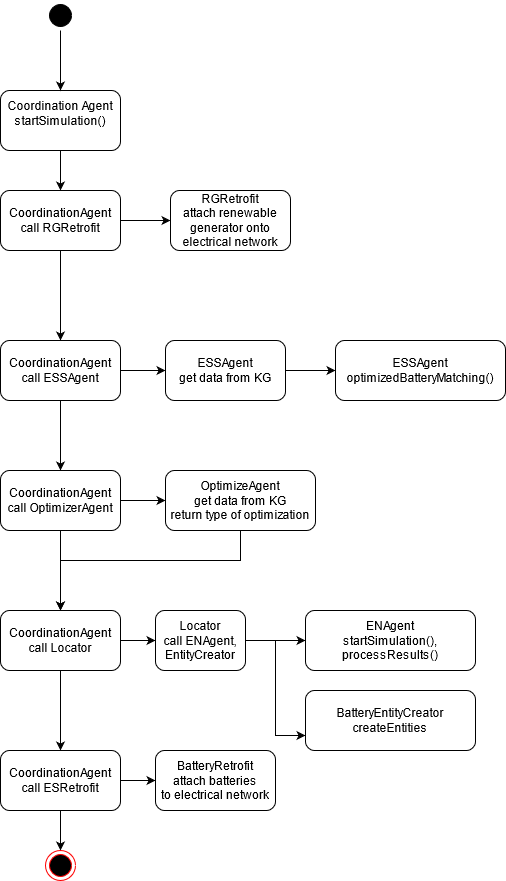 Coordination Agent
startSimulation()
CoordinationAgent
call RGRetrofit
RGRetrofit
attach renewable
generator onto
electrical network
CoordinationAgent
call ESSAgent
ESSAgent
get data from KG
ESSAgent
optimizedBatteryMatching()
CoordinationAgent
call OptimizerAgent
OptimizeAgent
get data from KG
return type of optimization
CoordinationAgent
call Locator
Locator
call ENAgent,
EntityCreator
ENAgent
startSimulation(),
processResults()
BatteryEntityCreator
createEntities
CoordinationAgent
call ESRetrofit
BatteryRetrofit
attach batteries
to electrical network